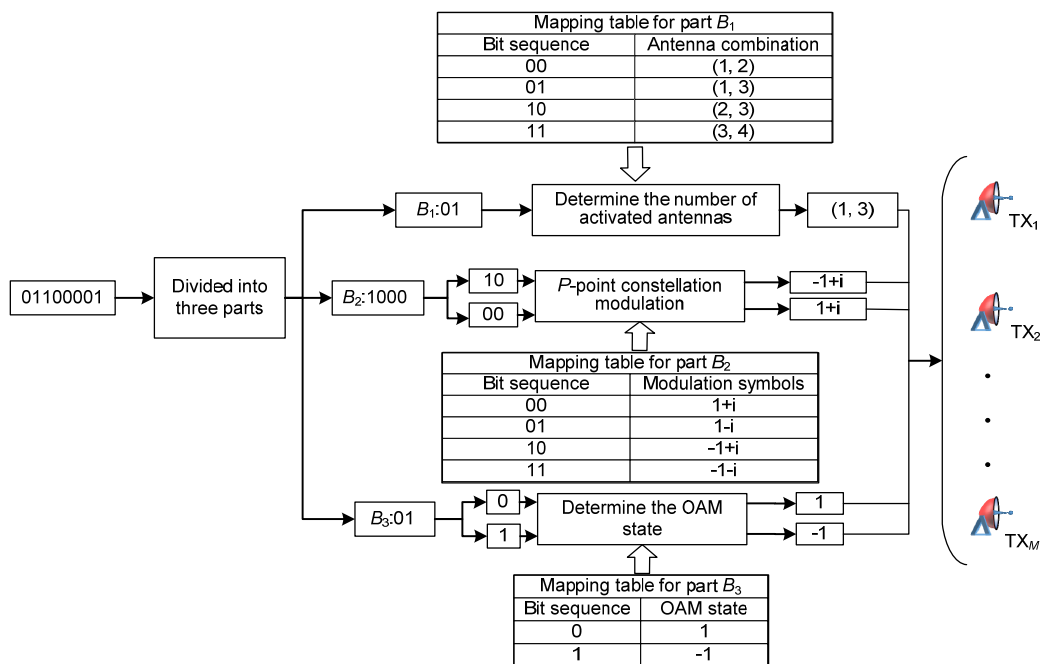 Mapping table for part B1
Bit sequence Antenna combination
00 (1, 2)
01 (1, 3)
10 (2, 3)
11 (3, 4)
B1:01
Determine the number of
activated antennas
(1, 3)
TX1
01100001
Divided into
three parts
B2:1000
10
00
P-point constellation
modulation
-1+i
1+i
TX2
Mapping table for part B2
Bit sequence Modulation symbols
00 1+i
01 1-i
10 -1+i
11 -1-i
B3:01
0
1
Determine the OAM
state
1
-1
TXM
Mapping table for part B3
Bit sequence OAM state
0 1
1 -1